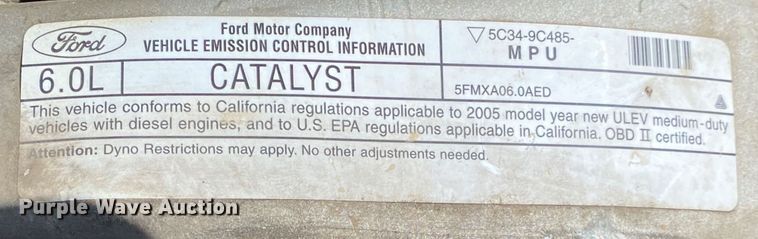 Ford
Ford Motor Company
VEHICLE EMISSION CONTROL INFORMATION
▽ 5C34-9C485-
MPU
6.0L
CATALYST
5FMXA06.0AED
This vehicle conforms to California regulations applicable to 2005 model year new ULEV medium-duty
vehicles with diesel engines, and to U.S. EPA regulations applicable in California. OBD II certified.
Attention: Dyno Restrictions may apply. No other adjustments needed.
Purple Wave Auction